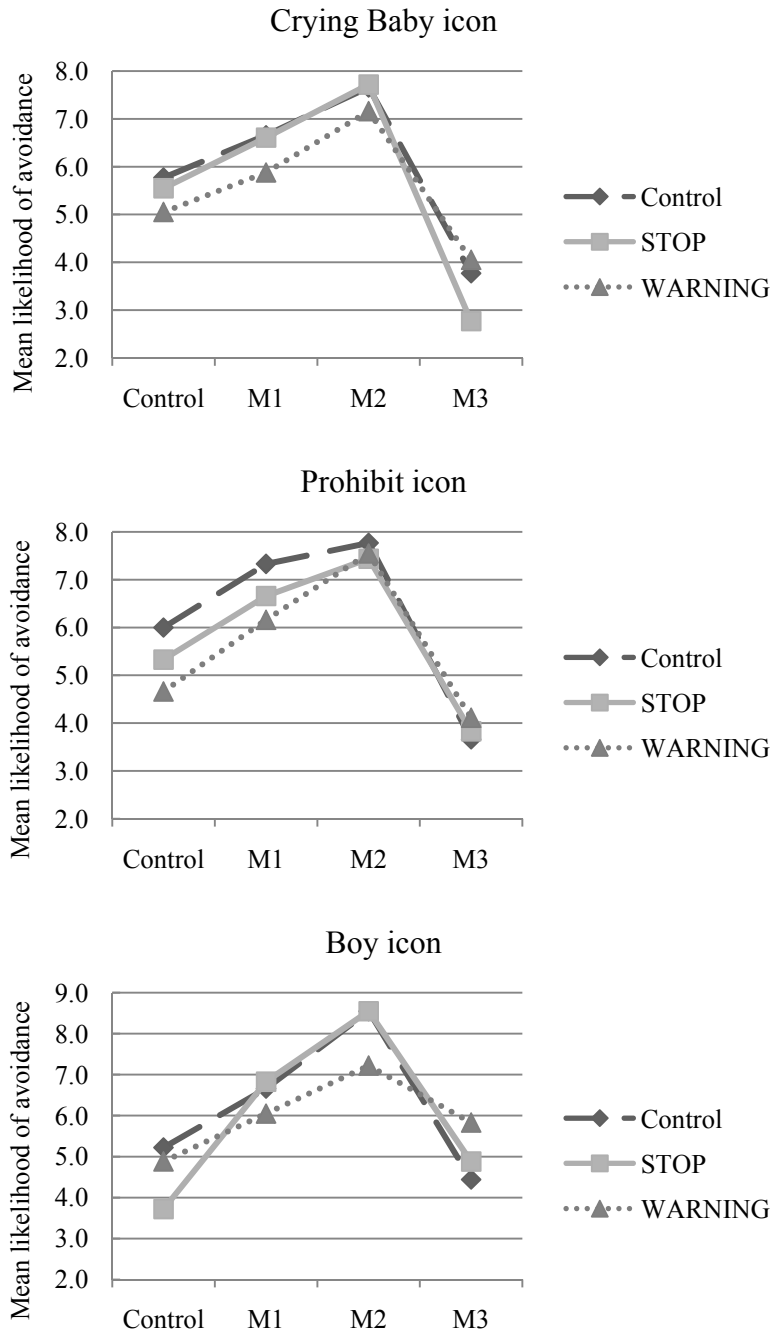 Crying Baby icon
Mean likelihood of avoidance
8.0
7.0
6.0
5.0
4.0
3.0
2.0
Control M1 M2 M3
Control
STOP
WARNING
Prohibit icon
Mean likelihood of avoidance
8.0
7.0
6.0
5.0
4.0
3.0
2.0
Control M1 M2 M3
Control
STOP
WARNING
Boy icon
Mean likelihood of avoidance
9.0
8.0
7.0
6.0
5.0
4.0
3.0
2.0
Control M1 M2 M3
Control
STOP
WARNING